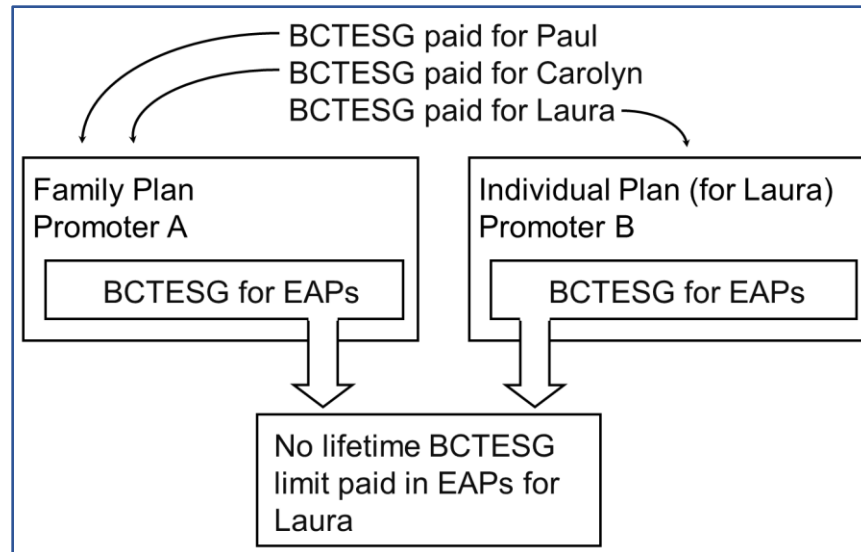 BCTESG paid for Paul
BCTESG paid for Carolyn
BCTESG paid for Laura
Family Plan
Promoter A
BCTESG for EAPs
Individual Plan (for Laura)
Promoter B
BCTESG for EAPs
No lifetime BCTESG
limit paid in EAPs for
Laura